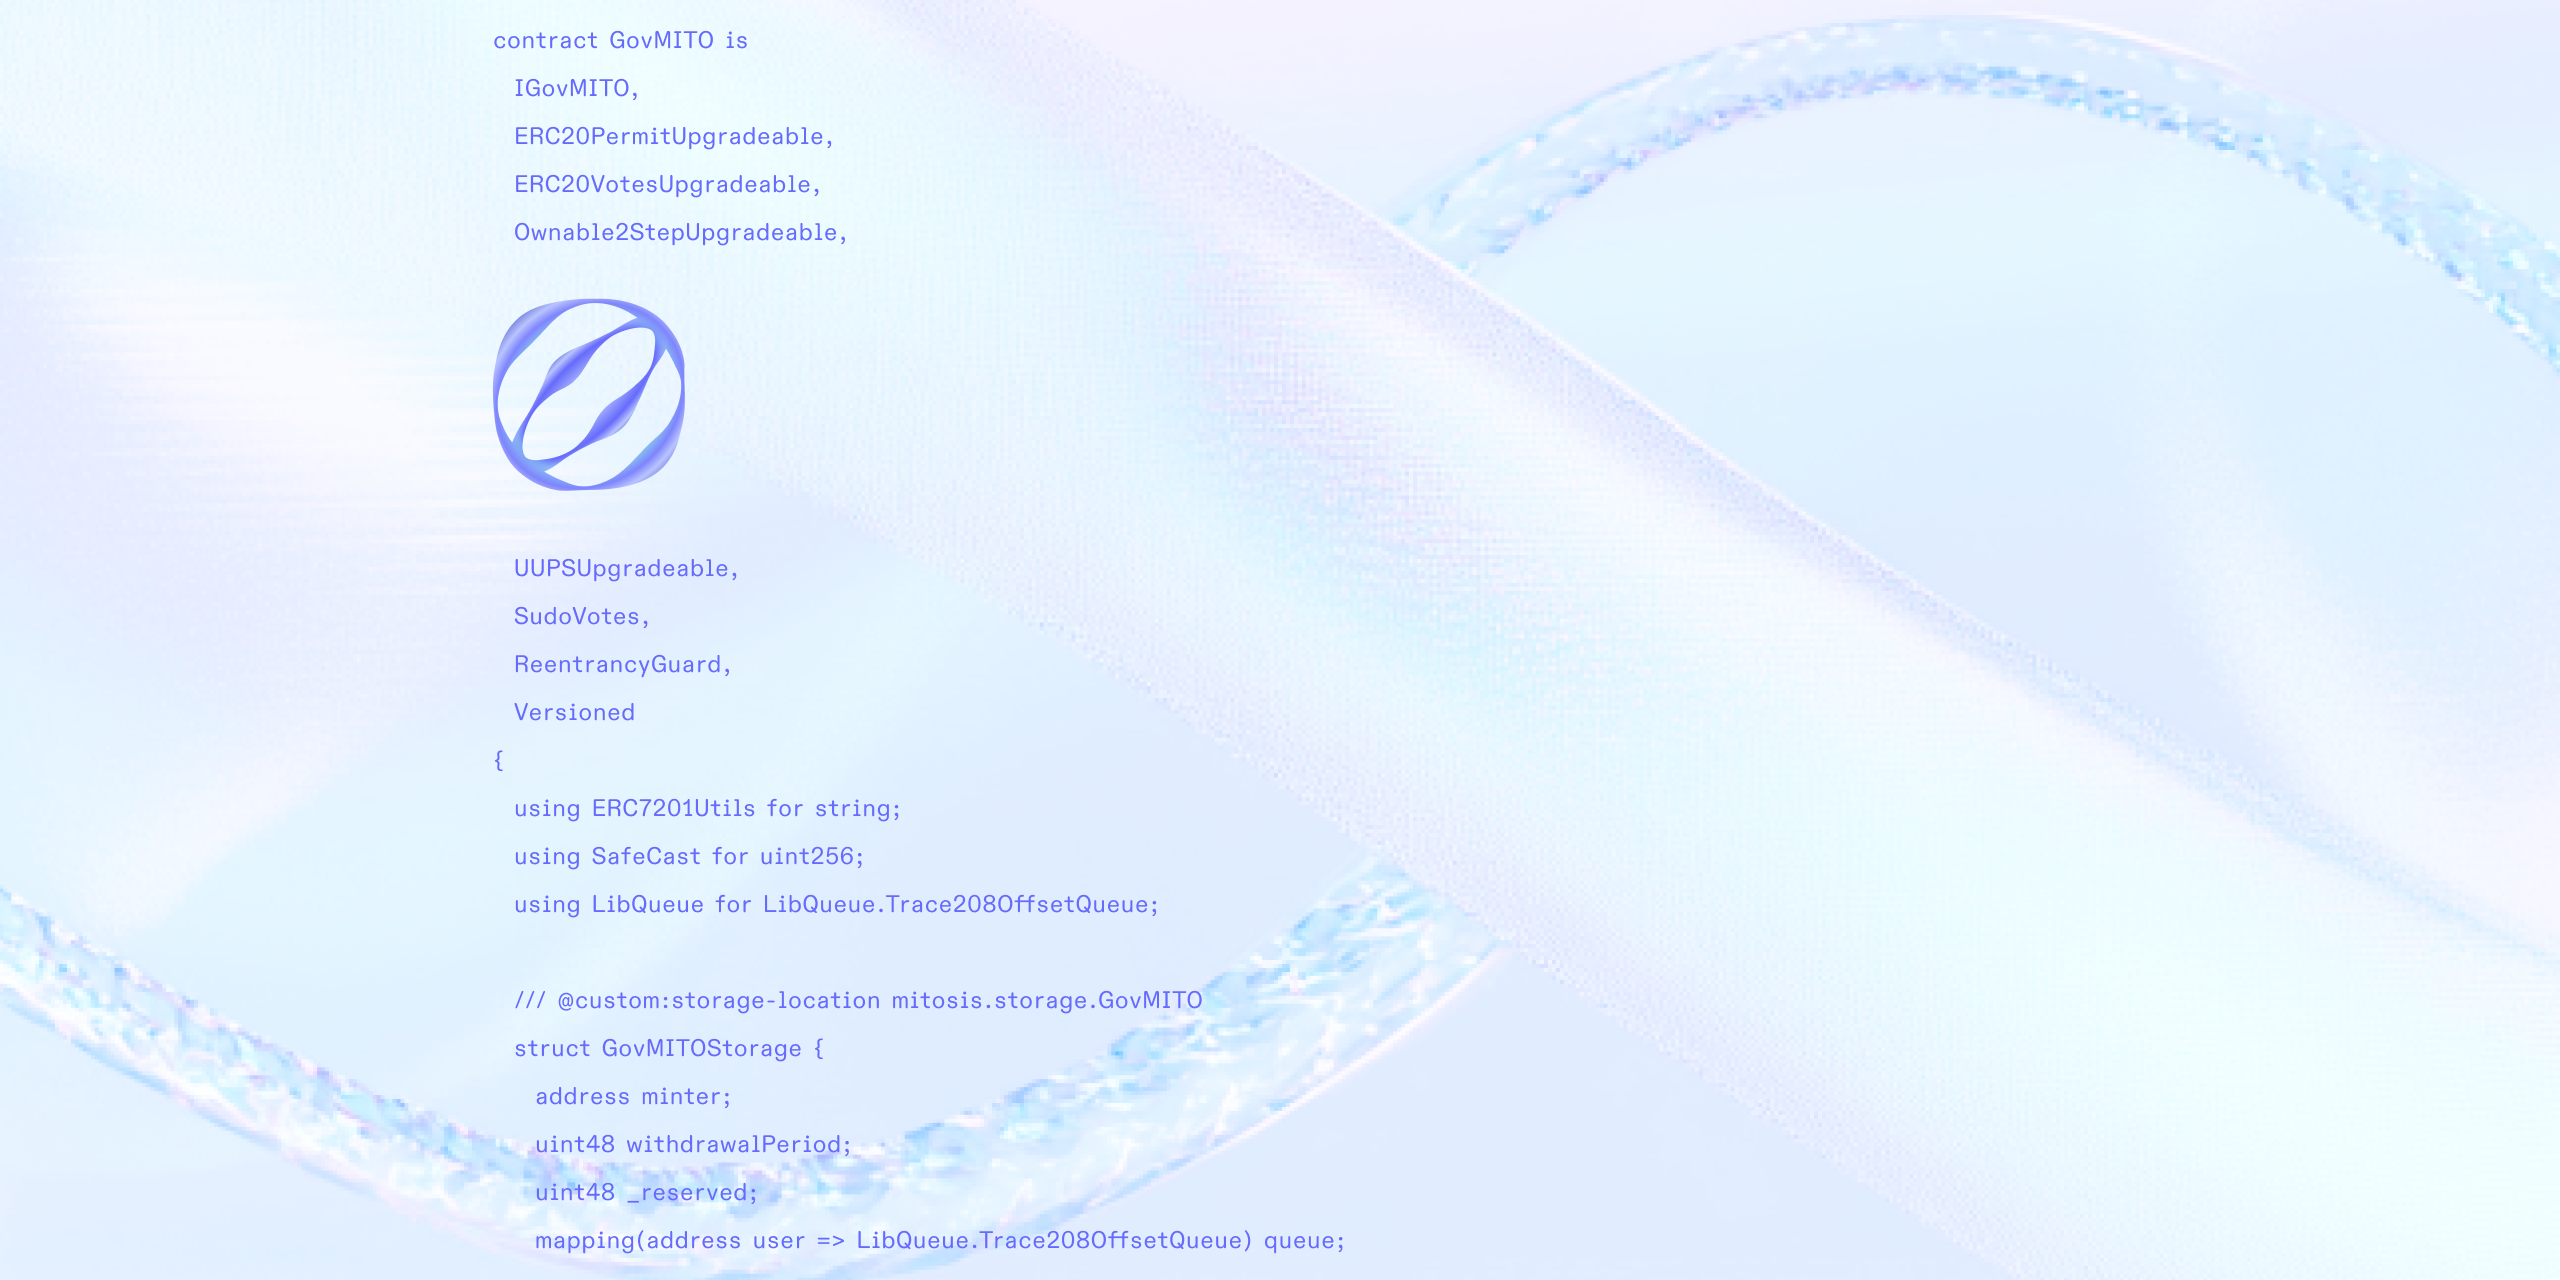 contract GovMITO is
IGovMITO,
ERC20PermitUpgradeable,
ERC20VotesUpgradeable,
Ownable2StepUpgradeable,
UUPSUpgradeable,
SudoVotes,
ReentrancyGuard,
Versioned
{
using ERC7201Utils for string;
using SafeCast for uint256;
using LibQueue for LibQueue.Trace208OffsetQueue;
/// @custom:storage-location mitosis.storage.GovMITO
struct GovMITOStorage {
address minter;
uint48 withdrawalPeriod;
uint48 _reserved;
mapping(address user => LibQueue.Trace208OffsetQueue) queue;